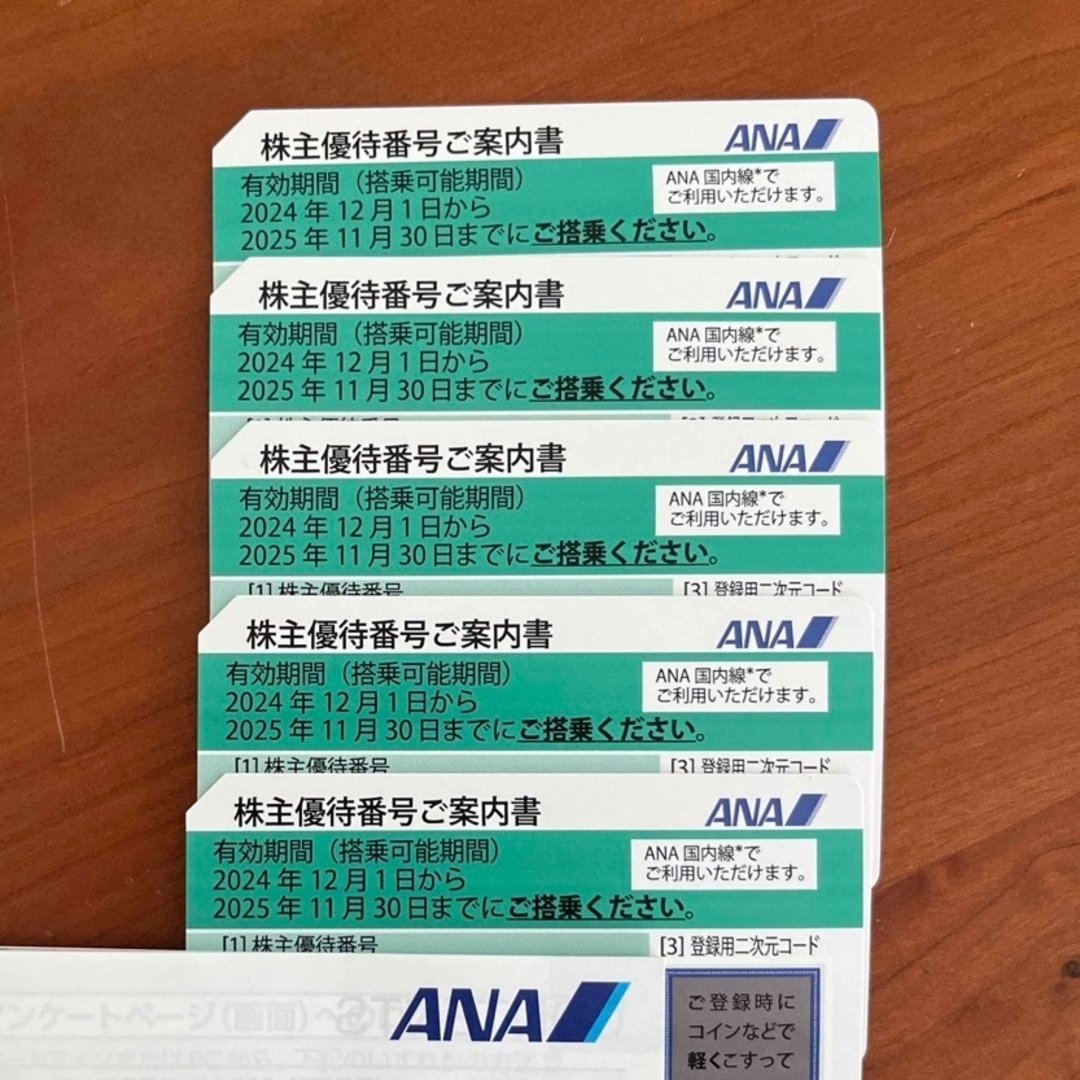 株主優待番号ご案内書 ANA
有効期間（搭乗可能期間）
2024年12月1日から
2025年11月30日までにご搭乗ください。
ANA国内線*で
ご利用いただけます。
株主優待番号ご案内書 ANA
有効期間（搭乗可能期間）
2024年12月1日から
2025年11月30日までにご搭乗ください。
ANA国内線*で
ご利用いただけます。
株主優待番号ご案内書 ANA
有効期間（搭乗可能期間）
2024年12月1日から
2025年11月30日までにご搭乗ください。
ANA国内線*で
ご利用いただけます。
[1] 株主優待番号 [3] 登録用二次元コード
株主優待番号ご案内書 ANA
有効期間（搭乗可能期間）
2024年12月1日から
2025年11月30日までにご搭乗ください。
ANA国内線*で
ご利用いただけます。
[1] 株主優待番号 [3] 登録用二次元コード
株主優待番号ご案内書 ANA
有効期間（搭乗可能期間）
2024年12月1日から
2025年11月30日までにご搭乗ください。
ANA国内線*で
ご利用いただけます。
[1] 株主優待番号 [3] 登録用二次元コード
ANA
ご登録時に
コインなどで
軽くこすって